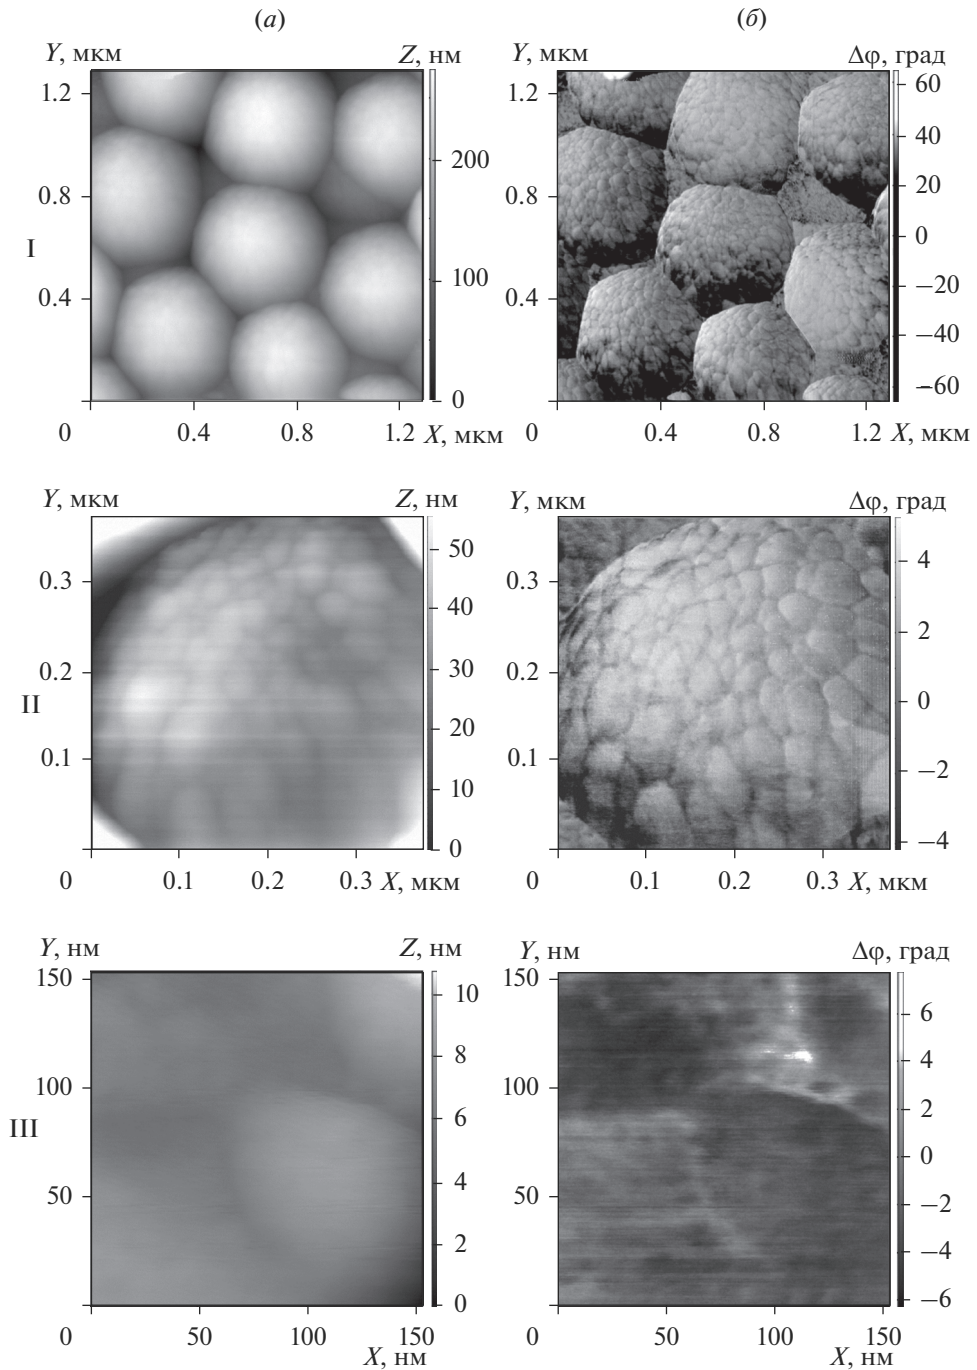 (а) (б)
Y, мкм Z, нм Y, мкм Δφ, град
1.2 200 1.2 60
40
0.8 0.8 20
I 0
0.4 100 0.4 −20
−40
0 −60
0 0.4 0.8 1.2 X, мкм 0 0.4 0.8 1.2 X, мкм
Y, мкм Z, нм Y, мкм Δφ, град
50 4
0.3 40 0.3 2
0.2 30 0.2 0
II 20
0.1 10 0.1 −2
0 −4
0 0.1 0.2 0.3 X, мкм 0 0.1 0.2 0.3 X, мкм
Y, нм Z, нм Y, нм Δφ, град
150 10 150 6
8 4
100 100 2
III 6 0
50 4 50 −2
2 −4
0 −6
0 50 100 150 0 50 100 150
X, нм X, нм